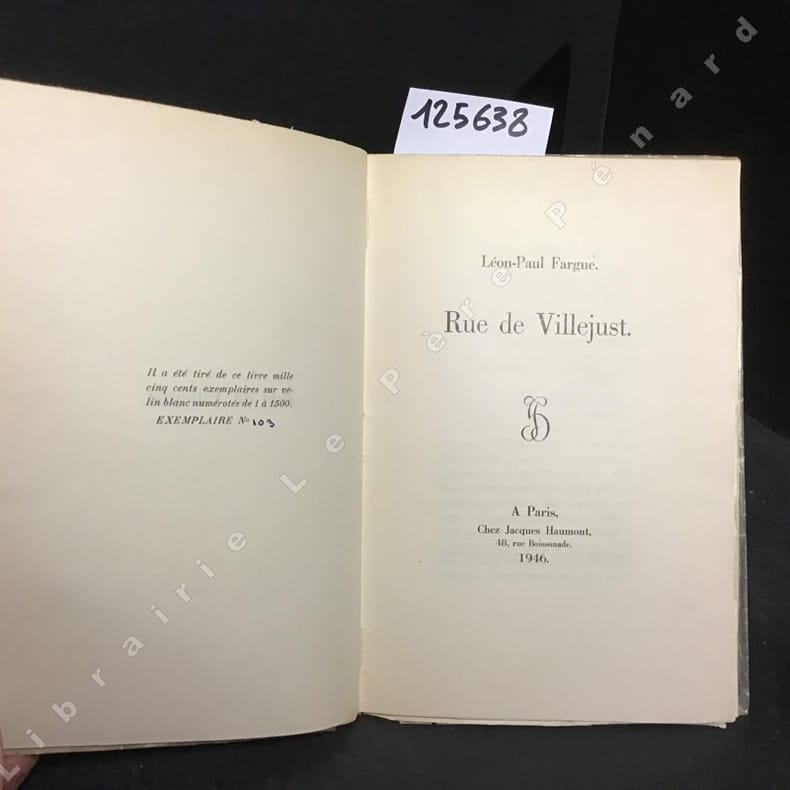 125638
Il a été tiré de ce livre mille
cinq cents exemplaires sur vé-
lin blanc numérotés de 1 à 1500.
EXEMPLAIRE No 103
Léon-Paul Fargue.
Rue de Villejust.
A Paris,
Chez Jacques Haumont,
48, rue Boissonade.
1946.
Librairie Le Père Pénard